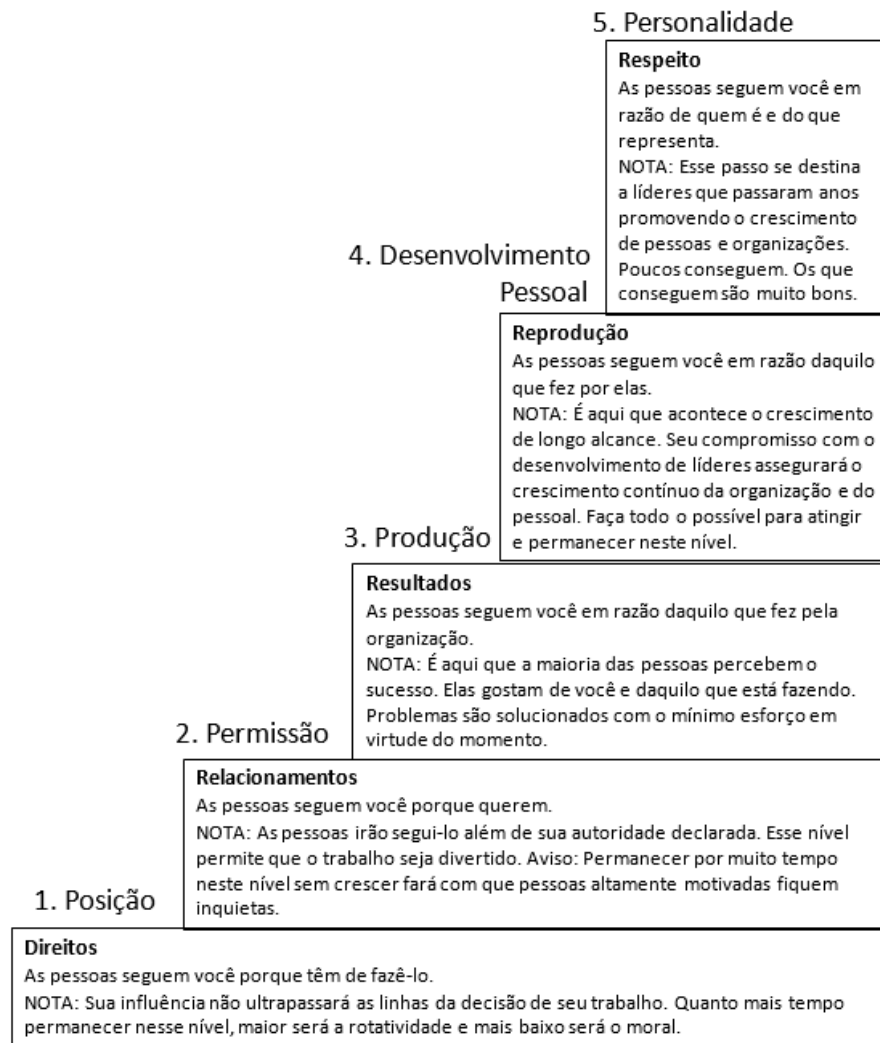 5. Personalidade
Respeito
As pessoas seguem você em
razão de quem é e do que
representa.
NOTA: Esse passo se destina
a líderes que passaram anos
promovendo o crescimento
de pessoas e organizações.
Poucos conseguem. Os que
conseguem são muito bons.
4. Desenvolvimento
Pessoal
Reprodução
As pessoas seguem você em razão daquilo
que fez por elas.
NOTA: É aqui que acontece o crescimento
de longo alcance. Seu compromisso com o
desenvolvimento de líderes assegurará o
crescimento contínuo da organização e do
pessoal. Faça todo o possível para atingir
e permanecer neste nível.
3. Produção
Resultados
As pessoas seguem você em razão daquilo que fez pela
organização.
NOTA: É aqui que a maioria das pessoas percebem o
sucesso. Elas gostam de você e daquilo que está fazendo.
Problemas são solucionados com o mínimo esforço em
virtude do momento.
2. Permissão
Relacionamentos
As pessoas seguem você porque querem.
NOTA: As pessoas irão segui-lo além de sua autoridade declarada. Esse nível
permite que o trabalho seja divertido. Aviso: Permanecer por muito tempo
neste nível sem crescer fará com que pessoas altamente motivadas fiquem
inquietas.
1. Posição
Direitos
As pessoas seguem você porque têm de fazê-lo.
NOTA: Sua influência não ultrapassará as linhas da decisão de seu trabalho. Quanto mais tempo
permanecer nesse nível, maior será a rotatividade e mais baixo será o moral.